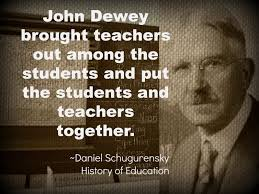 John Dewey
brought teachers
out among the
students and put
the students and
teachers
together.
~Daniel Schugurensky
History of Education